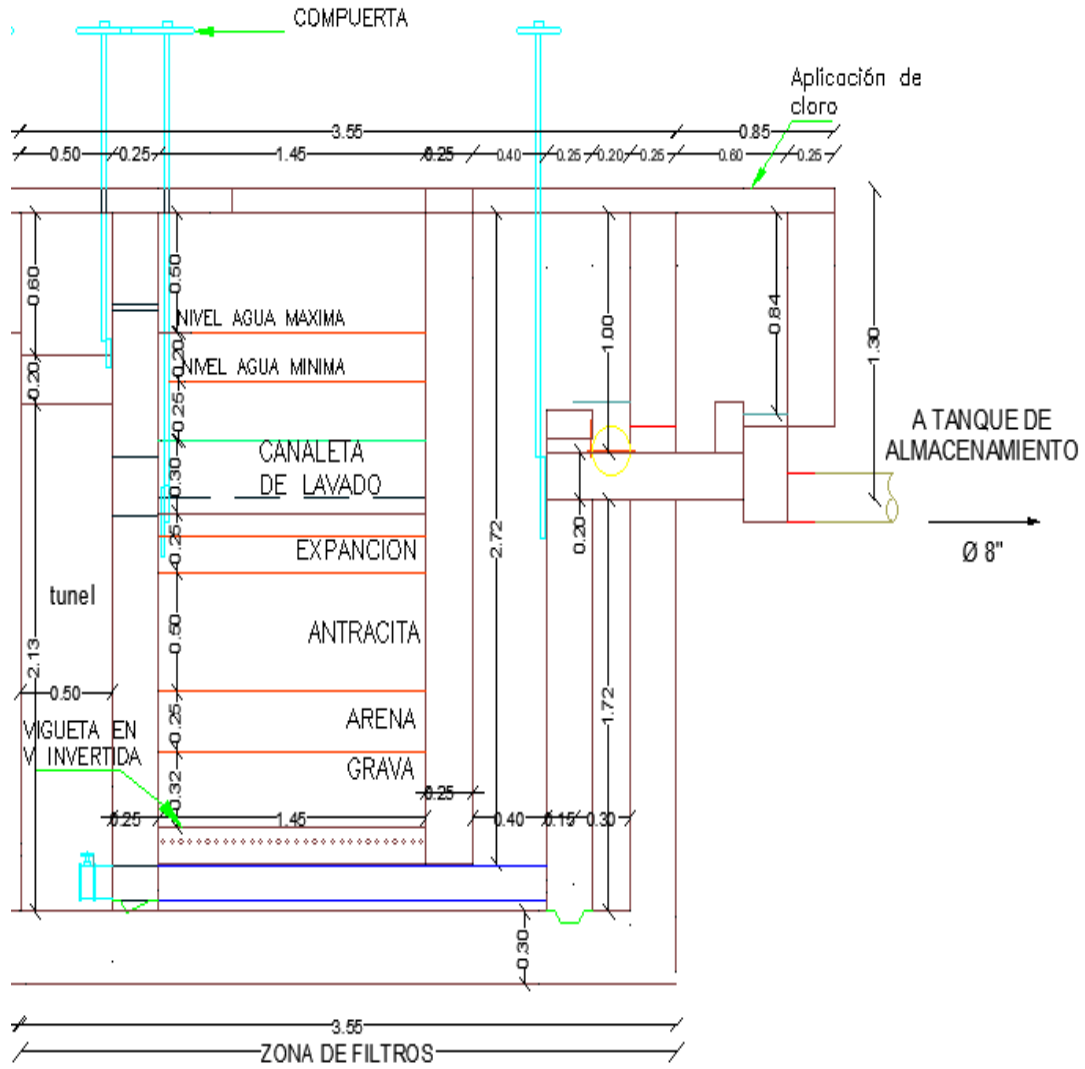 COMPUERTA
Aplicación de
cloro
3.55
0.85
0.50
0.25
1.45
0.25
0.40
0.25
0.20
0.25
0.60
0.25
0.60
0.50
1.00
0.84
1.30
NIVEL AGUA MAXIMA
0.20
NIVEL AGUA MINIMA
0.20
0.25
A TANQUE DE
ALMACENAMIENTO
CANALETA
DE LAVADO
0.30
0.20
2.72
EXPANCION
0.25
Ø 8"
tunel
ANTRACITA
0.50
2.13
0.50
1.72
ARENA
0.25
VIGUETA EN
V INVERTIDA
GRAVA
0.32
0.25
0.25
1.45
0.40
0.15
0.30
0.30
3.55
ZONA DE FILTROS